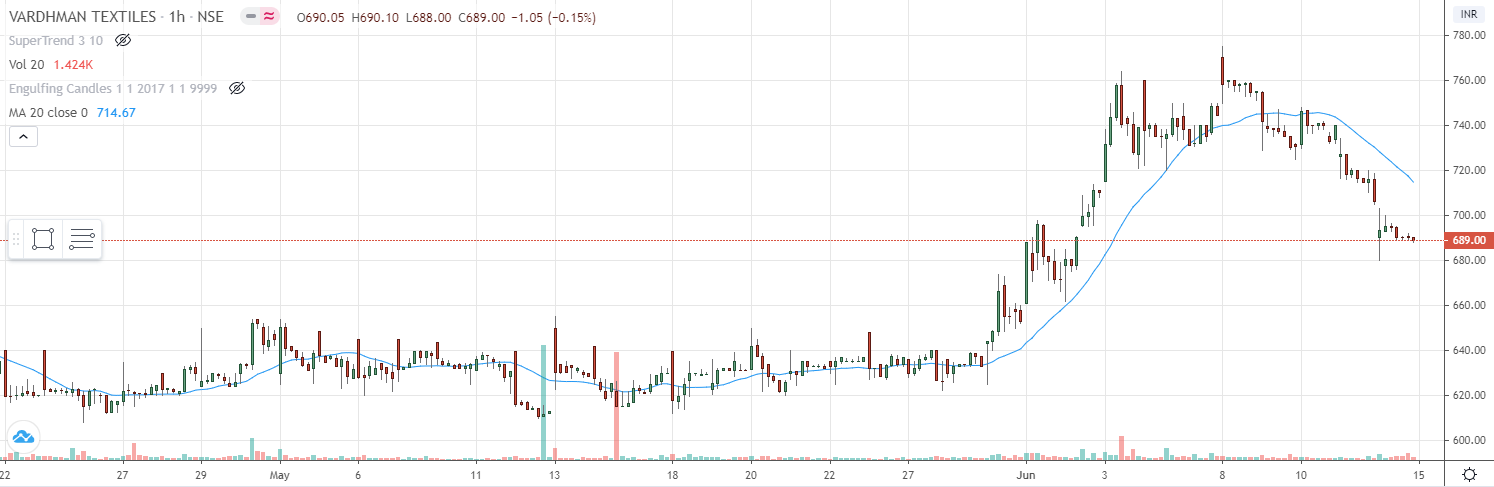 VARDHMAN TEXTILES · 1h · NSE O690.05 H690.10 L688.00 C689.00 −1.05 (−0.15%)
INR
SuperTrend 3 10
Vol 20 1.424K
Engulfing Candles 1 1 2017 1 1 9999
MA 20 close 0 714.67
780.00
760.00
740.00
720.00
700.00
689.00
680.00
660.00
640.00
620.00
600.00
22 27 29 May 6 11 13 18 20 22 27 Jun 3 8 10 15